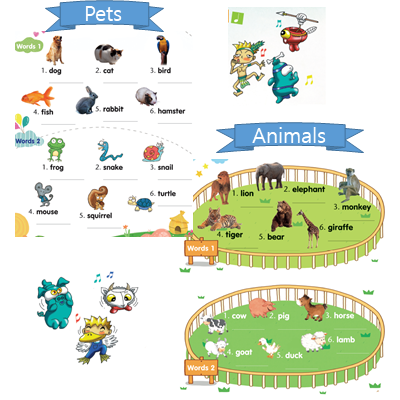 Pets
Words 1
1. dog 2. cat 3. bird
4. fish 5. rabbit 6. hamster
Words 2
1. frog 2. snake 3. snail
4. mouse 5. squirrel 6. turtle
Animals
1. lion 2. elephant 3. monkey
4. tiger 5. bear 6. giraffe
Words 1
1. cow 2. pig 3. horse
4. goat 5. duck 6. lamb
Words 2